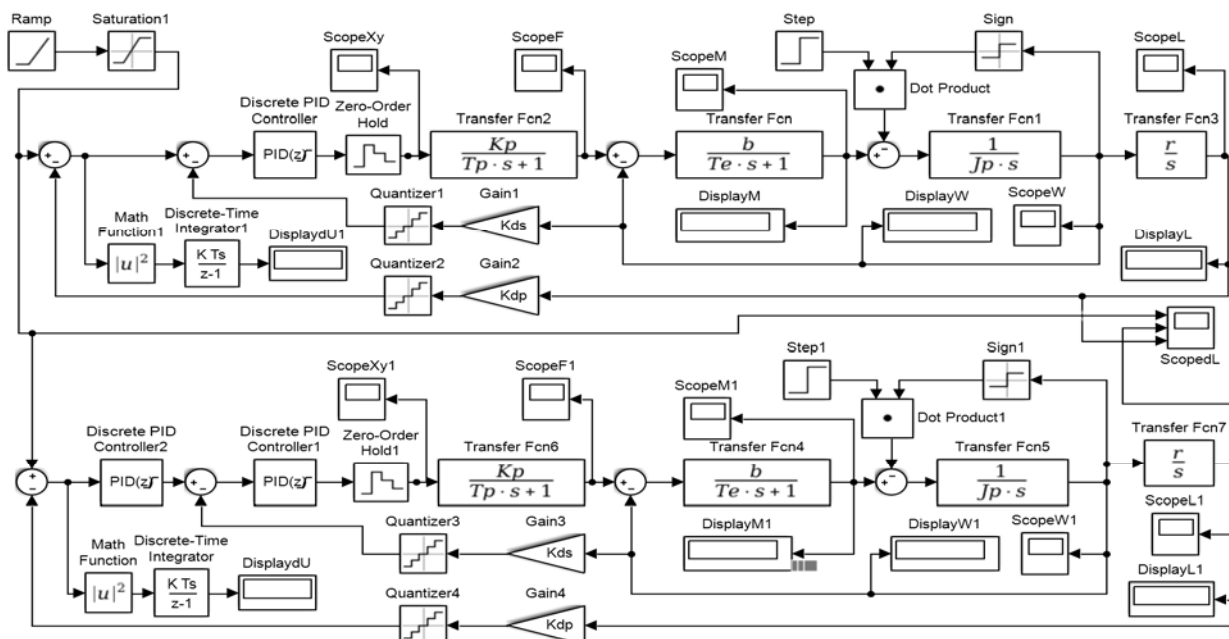 Ramp
Saturation1
ScopeXy
ScopeF
Step
Sign
ScopeL
ScopeM
Dot Product
Discrete PID
Controller
Zero-Order
Hold
Transfer Fcn2
Transfer Fcn
Transfer Fcn1
Transfer Fcn3
PID(z)
Kp
Tp · s + 1
b
Te · s + 1
1
Jp · s
r
s
Math
Function1
Discrete-Time
Integrator1
DisplaydU1
Quantizer1
Gain1
DisplayM
DisplayW
ScopeW
DisplayL
|u|²
K Ts
z-1
Kds
Quantizer2
Gain2
Kdp
ScopedL
ScopeXy1
ScopeF1
Step1
Sign1
ScopeM1
Dot Product1
Discrete PID
Controller2
Discrete PID
Controller1
Zero-Order
Hold1
Transfer Fcn6
Transfer Fcn4
Transfer Fcn5
Transfer Fcn7
PID(z)
PID(z)
Kp
Tp · s + 1
b
Te · s + 1
1
Jp · s
r
s
Math
Function
Discrete-Time
Integrator
DisplaydU
Quantizer3
Gain3
DisplayM1
DisplayW1
ScopeW1
ScopeL1
DisplayL1
|u|²
K Ts
z-1
Kds
Quantizer4
Gain4
Kdp